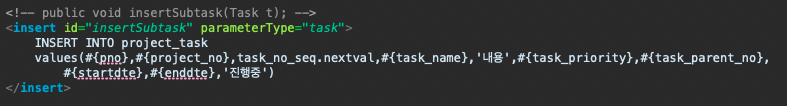 <!-- public void insertSubtask(Task t); -->
<insert id="insertSubtask" parameterType="task">
INSERT INTO project_task
values(#{pno},#{project_no},task_no_seq.nextval,#{task_name},'내용',#{task_priority},#{task_parent_no},
#{startdte},#{enddte},'진행중')
</insert>